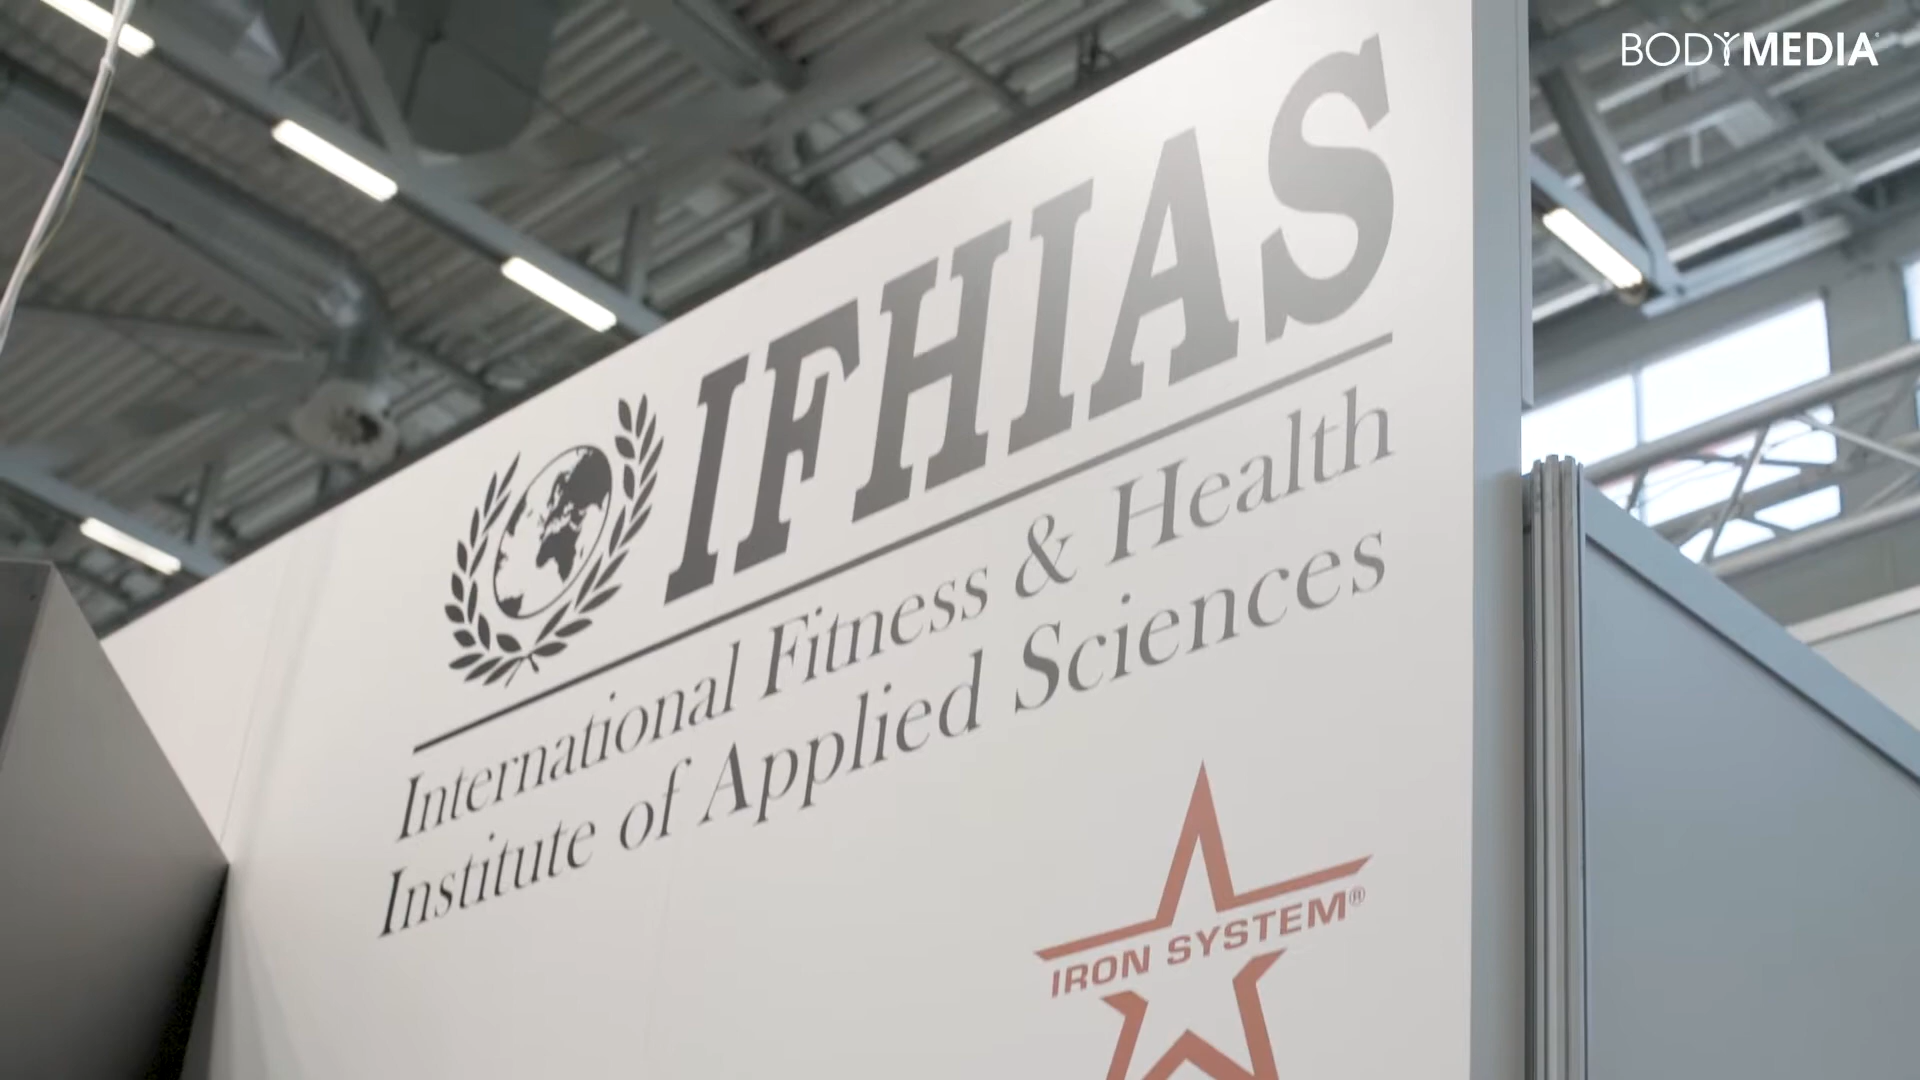 BODYMEDIA
IFHIAS
International Fitness & Health
Institute of Applied Sciences
IRON SYSTEM®